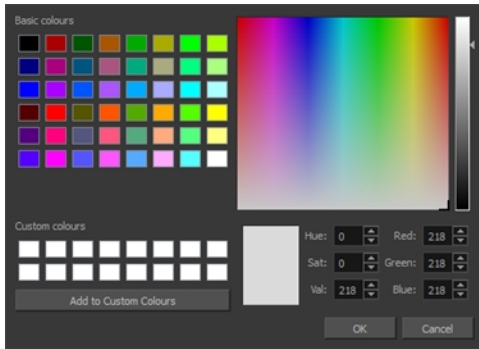 Basic colours
Custom colours
Add to Custom Colours
Hue: 0 Red: 218
Sat: 0 Green: 218
Val: 218 Blue: 218
OK Cancel